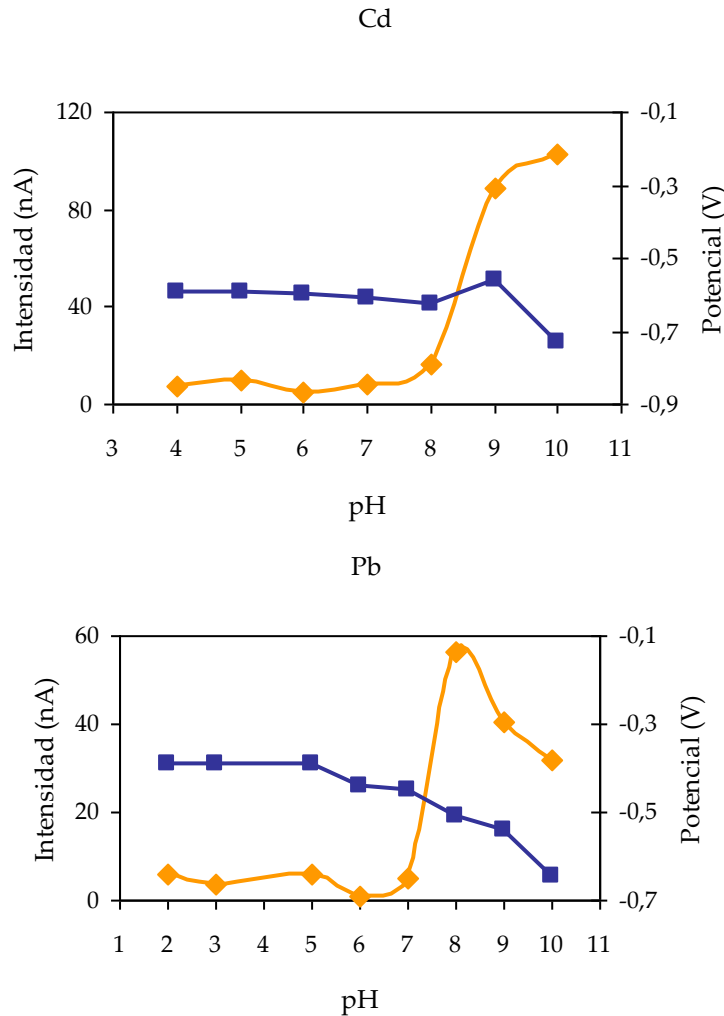 Cd
120
80
40
0
Intensidad (nA)
-0,1
-0,3
-0,5
-0,7
-0,9
Potencial (V)
3 4 5 6 7 8 9 10 11
pH
Pb
60
40
20
0
Intensidad (nA)
-0,1
-0,3
-0,5
-0,7
Potencial (V)
1 2 3 4 5 6 7 8 9 10 11
pH